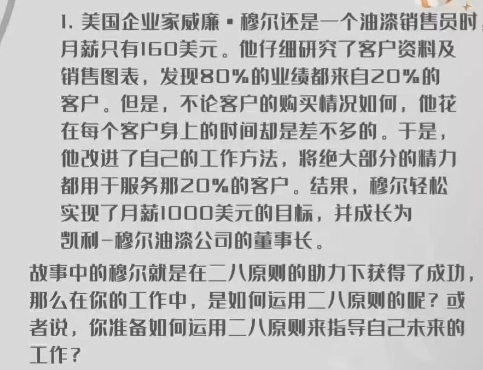 1. 美国企业家威廉·穆尔还是一个油漆销售员时,
月薪只有160美元。他仔细研究了客户资料及
销售图表，发现80%的业绩都来自20%的
客户。但是，不论客户的购买情况如何，他花
在每个客户身上的时间却是差不多的。于是，
他改进了自己的工作方法，将绝大部分的精力
都用于服务那20%的客户。结果，穆尔轻松
实现了月薪1000美元的目标，并成长为
凯利-穆尔油漆公司的董事长。
故事中的穆尔就是在二八原则的助力下获得了成功，
那么在你的工作中，是如何运用二八原则的呢？或
者说，你准备如何运用二八原则来指导自己未来的
工作？